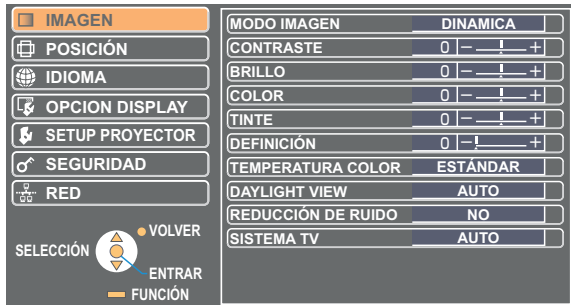 IMAGEN
POSICIÓN
IDIOMA
OPCION DISPLAY
SETUP PROYECTOR
SEGURIDAD
RED
VOLVER
SELECCIÓN
ENTRAR
FUNCIÓN
MODO IMAGEN DINAMICA
CONTRASTE 0 − +
BRILLO 0 − +
COLOR 0 − +
TINTE 0 − +
DEFINICIÓN 0 − +
TEMPERATURA COLOR ESTÁNDAR
DAYLIGHT VIEW AUTO
REDUCCIÓN DE RUIDO NO
SISTEMA TV AUTO